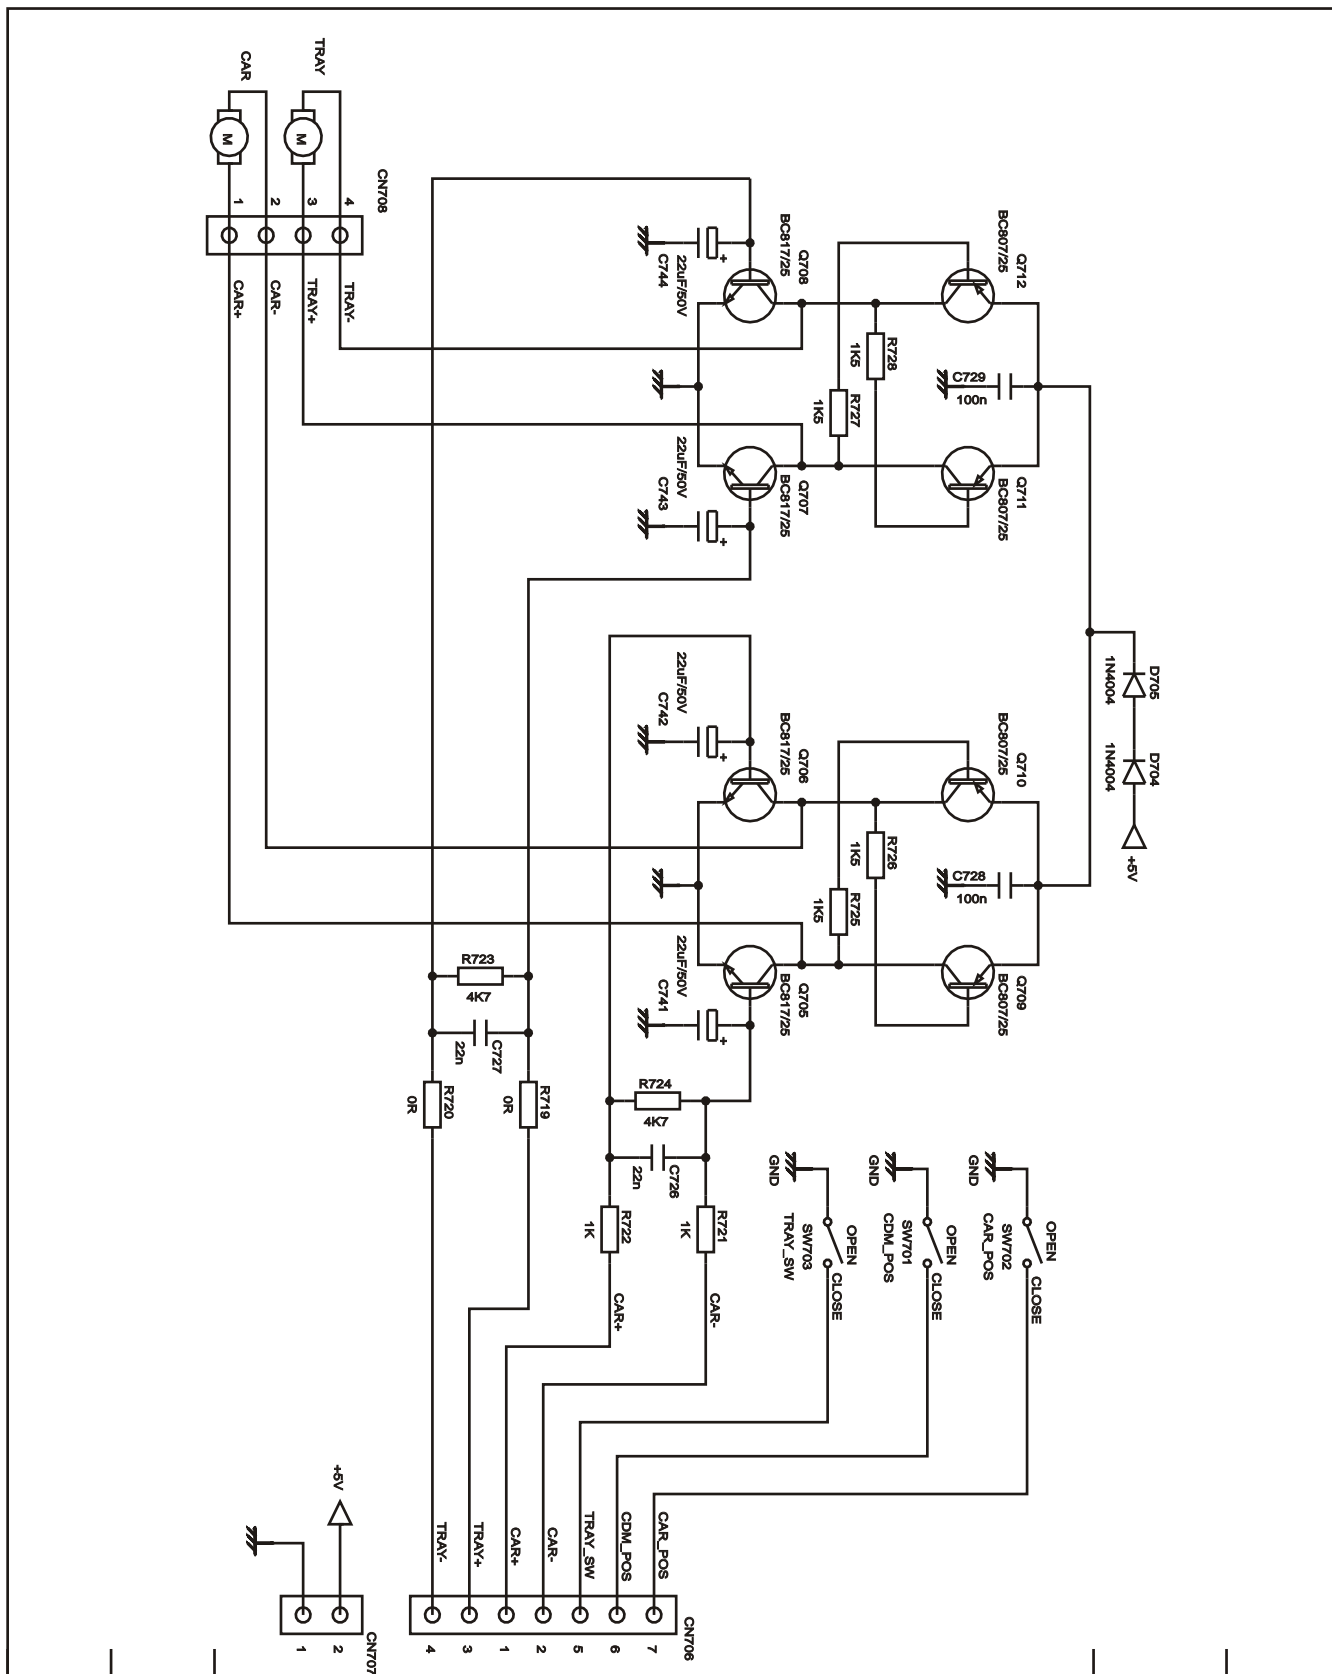 CAR
TRAY
M
M
CN708
1
2
3
4
CAR+
CAR-
TRAY+
TRAY-
BC817/25
Q708
C744
22uF/50V
+
BC807/25
Q712
R728
1K5
R727
1K5
C729
100n
22uF/50V
C743
+
Q707
BC817/25
Q711
BC807/25
22uF/50V
C742
+
BC817/25
Q706
BC807/25
Q710
D705
1N4004
D704
1N4004
+5V
R726
1K5
R725
1K5
C728
100n
22uF/50V
C741
+
Q705
BC817/25
Q709
BC807/25
R723
4K7
C727
22n
R720
0R
R719
0R
R724
4K7
C726
22n
R722
1K
R721
1K
GND
OPEN
SW703
TRAY_SW
CLOSE
GND
OPEN
SW701
CDM_POS
CLOSE
GND
OPEN
SW702
CAR_POS
CLOSE
CAR+
CAR-
+5V
TRAY-
TRAY+
CAR+
CAR-
TRAY_SW
CDM_POS
CAR_POS
1
2
CN707
4
3
1
2
5
6
7
CN706